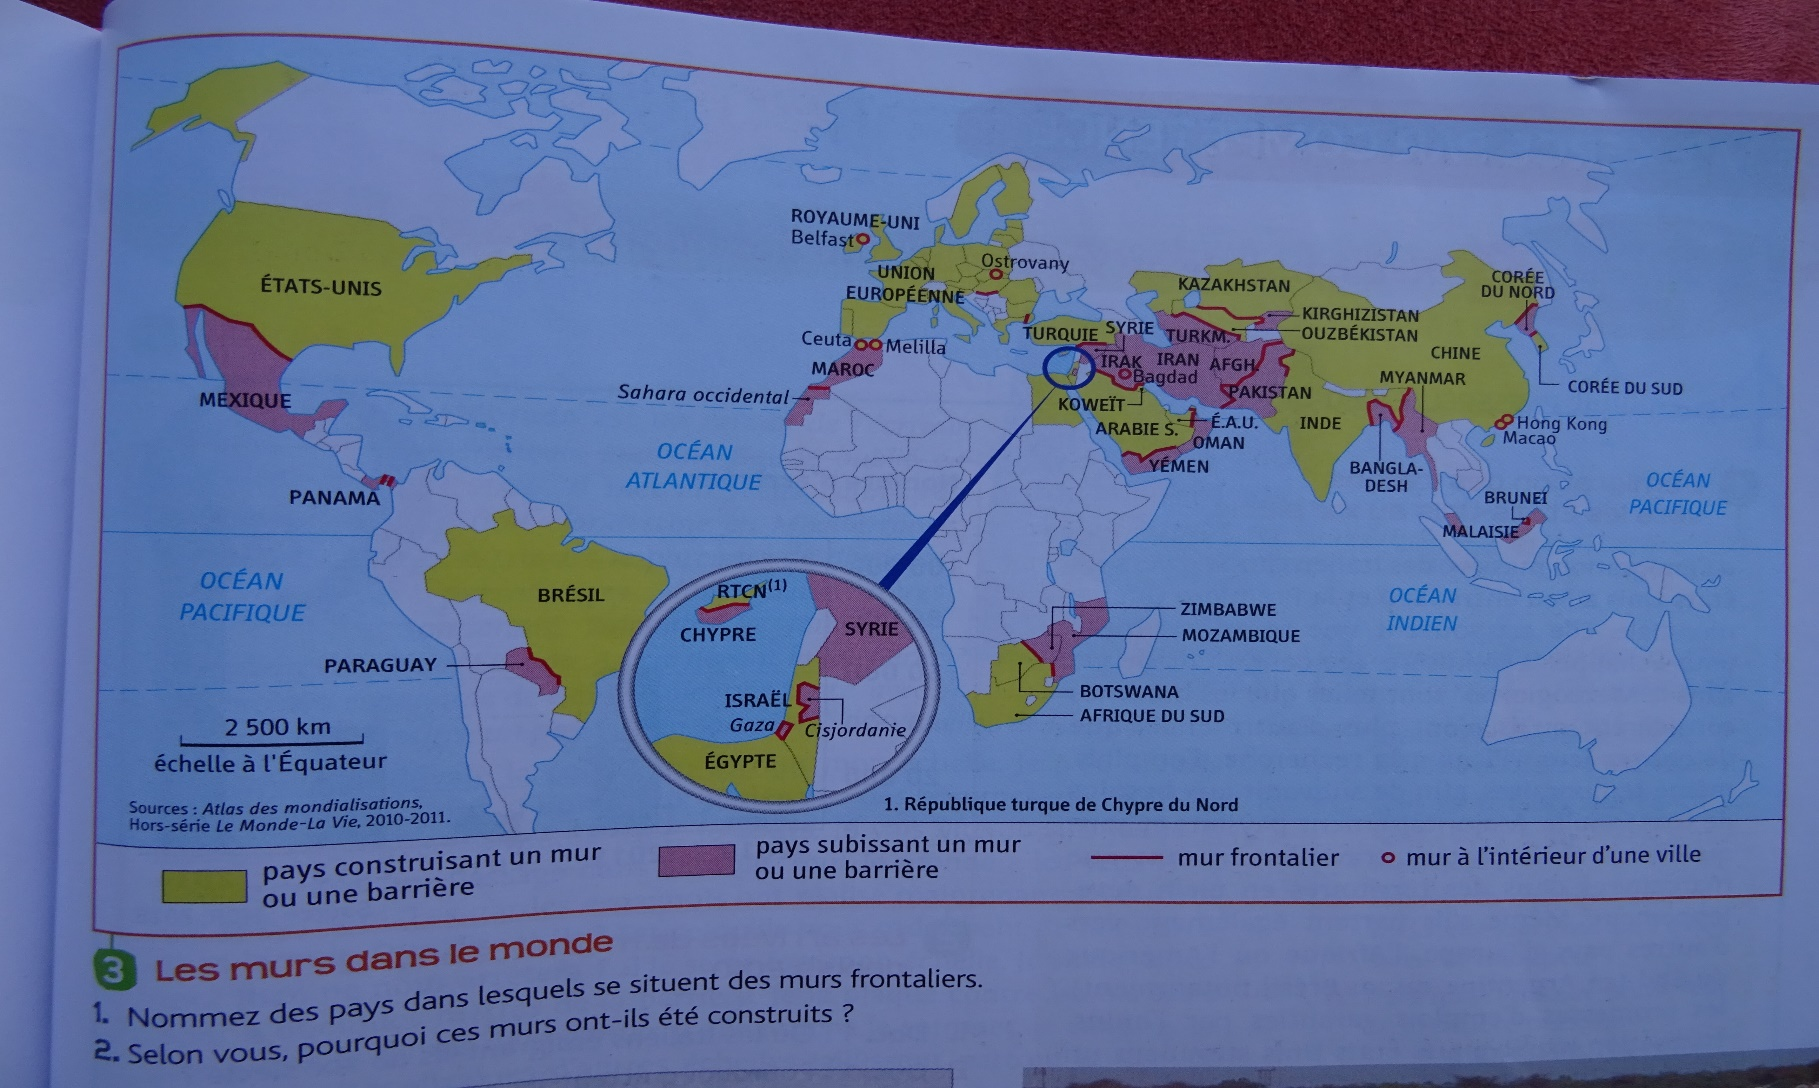 ROYAUME-UNI
Belfast
Ostrovany
UNION
EUROPÉENNE
ÉTATS-UNIS
KAZAKHSTAN
CORÉE
DU NORD
KIRGHIZISTAN
OUZBÉKISTAN
TURQUIE
SYRIE
TURKM.
Ceuta
Melilla
CHINE
MAROC
IRAK
IRAN
AFGH.
Bagdad
MYANMAR
CORÉE DU SUD
Sahara occidental
MEXIQUE
KOWEÏT
PAKISTAN
ARABIE S.
É.A.U.
INDE
Hong Kong
Macao
OMAN
YÉMEN
BANGLA-
DESH
OCÉAN
ATLANTIQUE
OCÉAN
PACIFIQUE
PANAMA
BRUNEI
MALAISIE
OCÉAN
PACIFIQUE
BRÉSIL
RTCN(1)
CHYPRE
SYRIE
ZIMBABWE
MOZAMBIQUE
OCÉAN
INDIEN
PARAGUAY
ISRAËL
Gaza
Cisjordanie
BOTSWANA
AFRIQUE DU SUD
ÉGYPTE
2 500 km
échelle à l'Équateur
Sources : Atlas des mondialisations,
Hors-série Le Monde-La Vie, 2010-2011.
1. République turque de Chypre du Nord
pays construisant un mur
ou une barrière
pays subissant un mur
ou une barrière
mur frontalier
mur à l'intérieur d'une ville
3 Les murs dans le monde
1. Nommez des pays dans lesquels se situent des murs frontaliers.
2. Selon vous, pourquoi ces murs ont-ils été construits ?